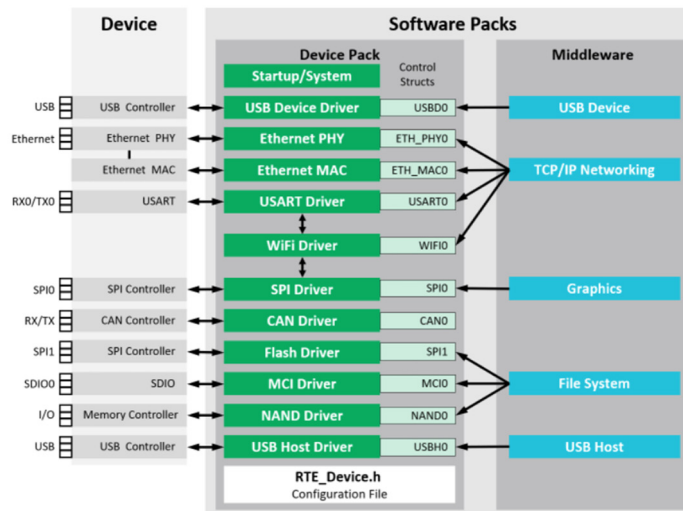 Device
Software Packs
Device Pack
Middleware
Startup/System
Control
Structs
USB
USB Controller
USB Device Driver
USBD0
USB Device
Ethernet
Ethernet PHY
Ethernet PHY
ETH_PHY0
Ethernet MAC
Ethernet MAC
ETH_MAC0
TCP/IP Networking
RX0/TX0
USART
USART Driver
USART0
WiFi Driver
WIFI0
SPI0
SPI Controller
SPI Driver
SPI0
Graphics
RX/TX
CAN Controller
CAN Driver
CAN0
SPI1
SPI Controller
Flash Driver
SPI1
SDIO0
SDIO
MCI Driver
MCI0
File System
I/O
Memory Controller
NAND Driver
NAND0
USB
USB Controller
USB Host Driver
USBH0
USB Host
RTE_Device.h
Configuration File